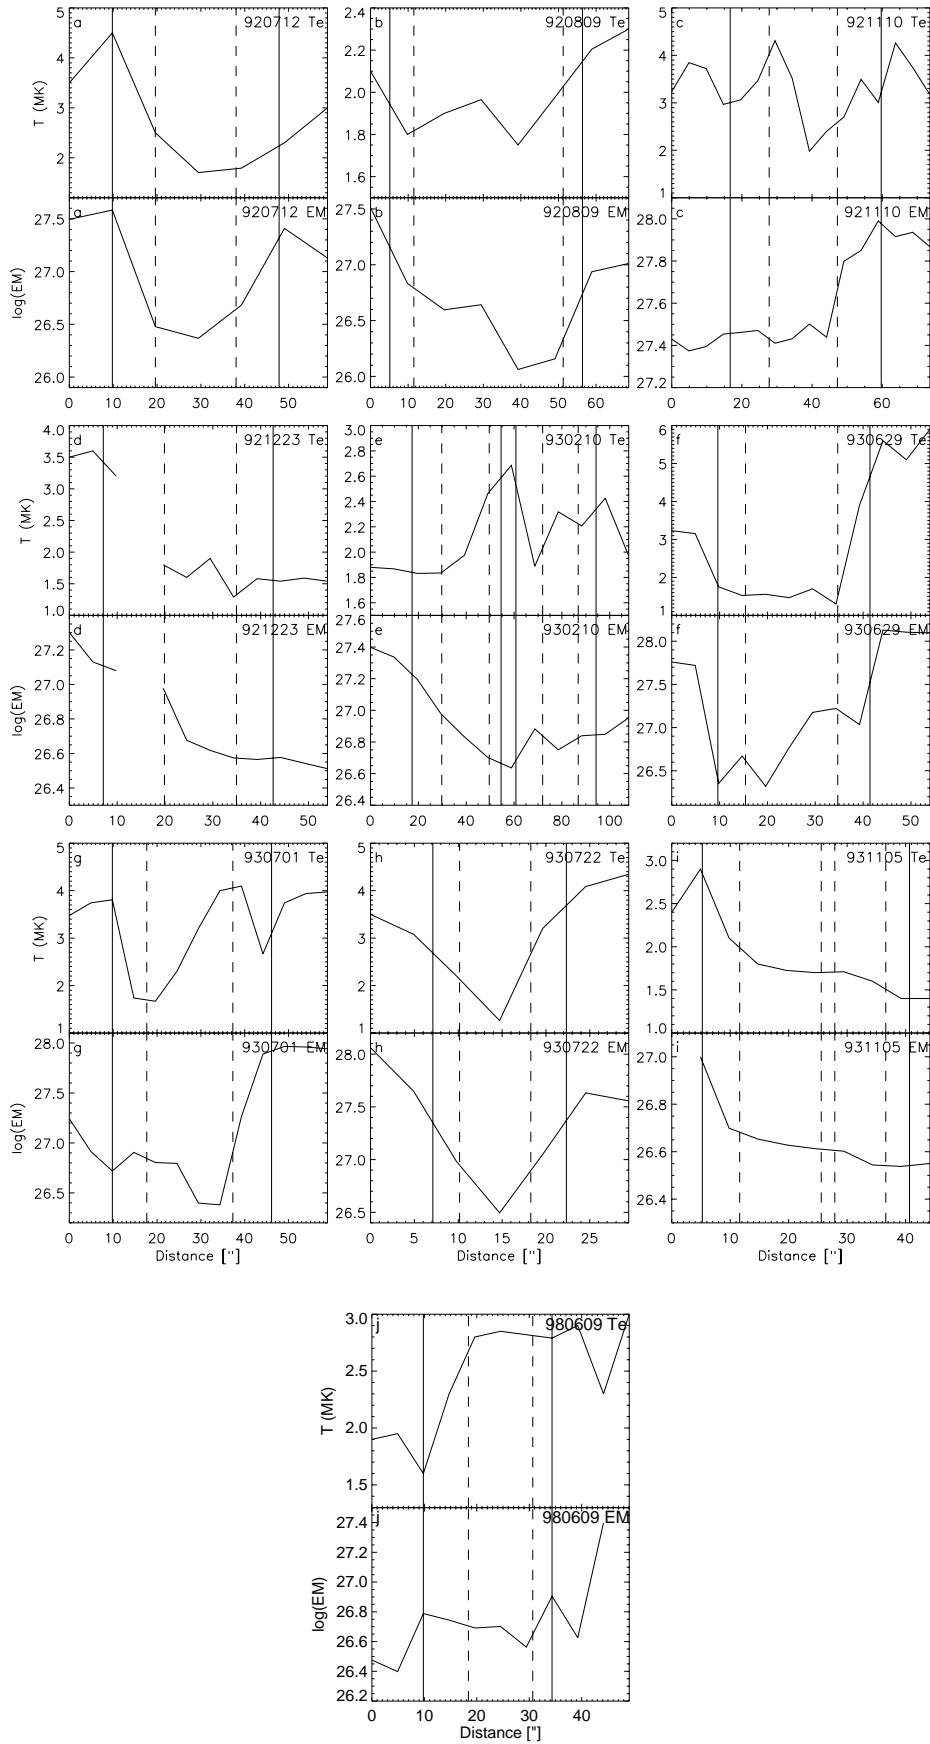 a 920712 Te
b 920809 Te
c 921110 Te
5
4
3
2
T (MK)
2.4
2.2
2.0
1.8
1.6
5
4
3
2
1
a 920712 EM
b 920809 EM
c 921110 EM
27.5
27.0
26.5
26.0
log(EM)
27.5
27.0
26.5
26.0
28.0
27.8
27.6
27.4
27.2
0 10 20 30 40 50
0 10 20 30 40 50 60
0 20 40 60
d 921223 Te
e 930210 Te
f 930629 Te
4.0
3.5
3.0
2.5
2.0
1.5
1.0
T (MK)
3.0
2.8
2.6
2.4
2.2
2.0
1.8
1.6
6
5
4
3
2
1
d 921223 EM
e 930210 EM
f 930629 EM
27.2
27.0
26.8
26.6
26.4
log(EM)
27.6
27.4
27.2
27.0
26.8
26.6
26.4
28.0
27.5
27.0
26.5
0 10 20 30 40 50
0 20 40 60 80 100
0 10 20 30 40 50
g 930701 Te
h 930722 Te
i 931105 Te
5
4
3
2
1
T (MK)
5
4
3
2
1
3.0
2.5
2.0
1.5
1.0
g 930701 EM
h 930722 EM
i 931105 EM
28.0
27.5
27.0
26.5
log(EM)
28.0
27.5
27.0
26.5
27.0
26.8
26.6
26.4
0 10 20 30 40 50
0 5 10 15 20 25
0 10 20 30 40
Distance ["]
Distance ["]
Distance ["]
j 980609 Te
3.0
2.5
2.0
1.5
T (MK)
j 980609 EM
27.4
27.2
27.0
26.8
26.6
26.4
26.2
log(EM)
0 10 20 30 40
Distance ["]